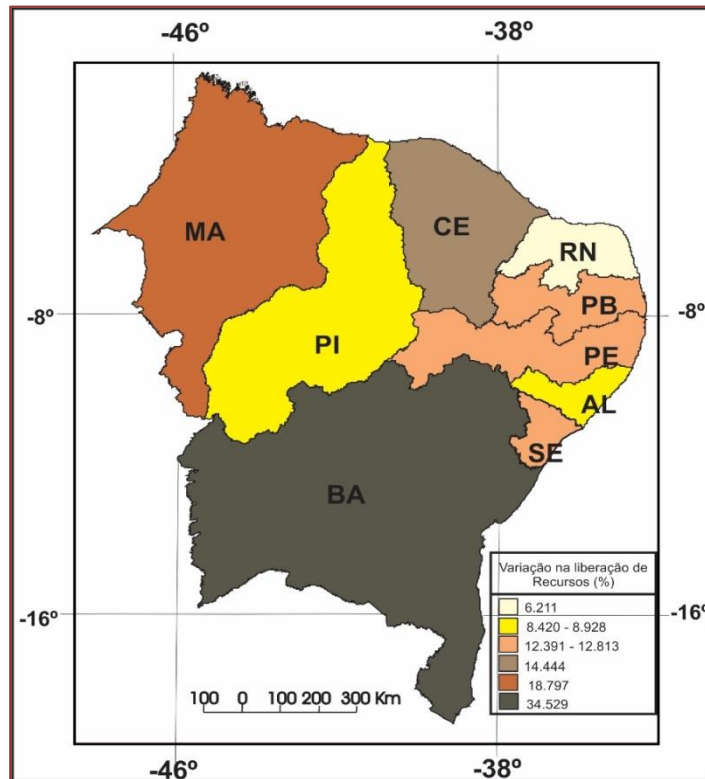 -46º -38º
MA
CE
RN
PB
-8º -8º
PI
PE
AL
SE
BA
Variação na liberação de
Recursos (%)
6.211
8.420 - 8.928
12.391 - 12.813
14.444
18.797
34.529
-16º -16º
100 0 100 200 300 Km
-46º -38º